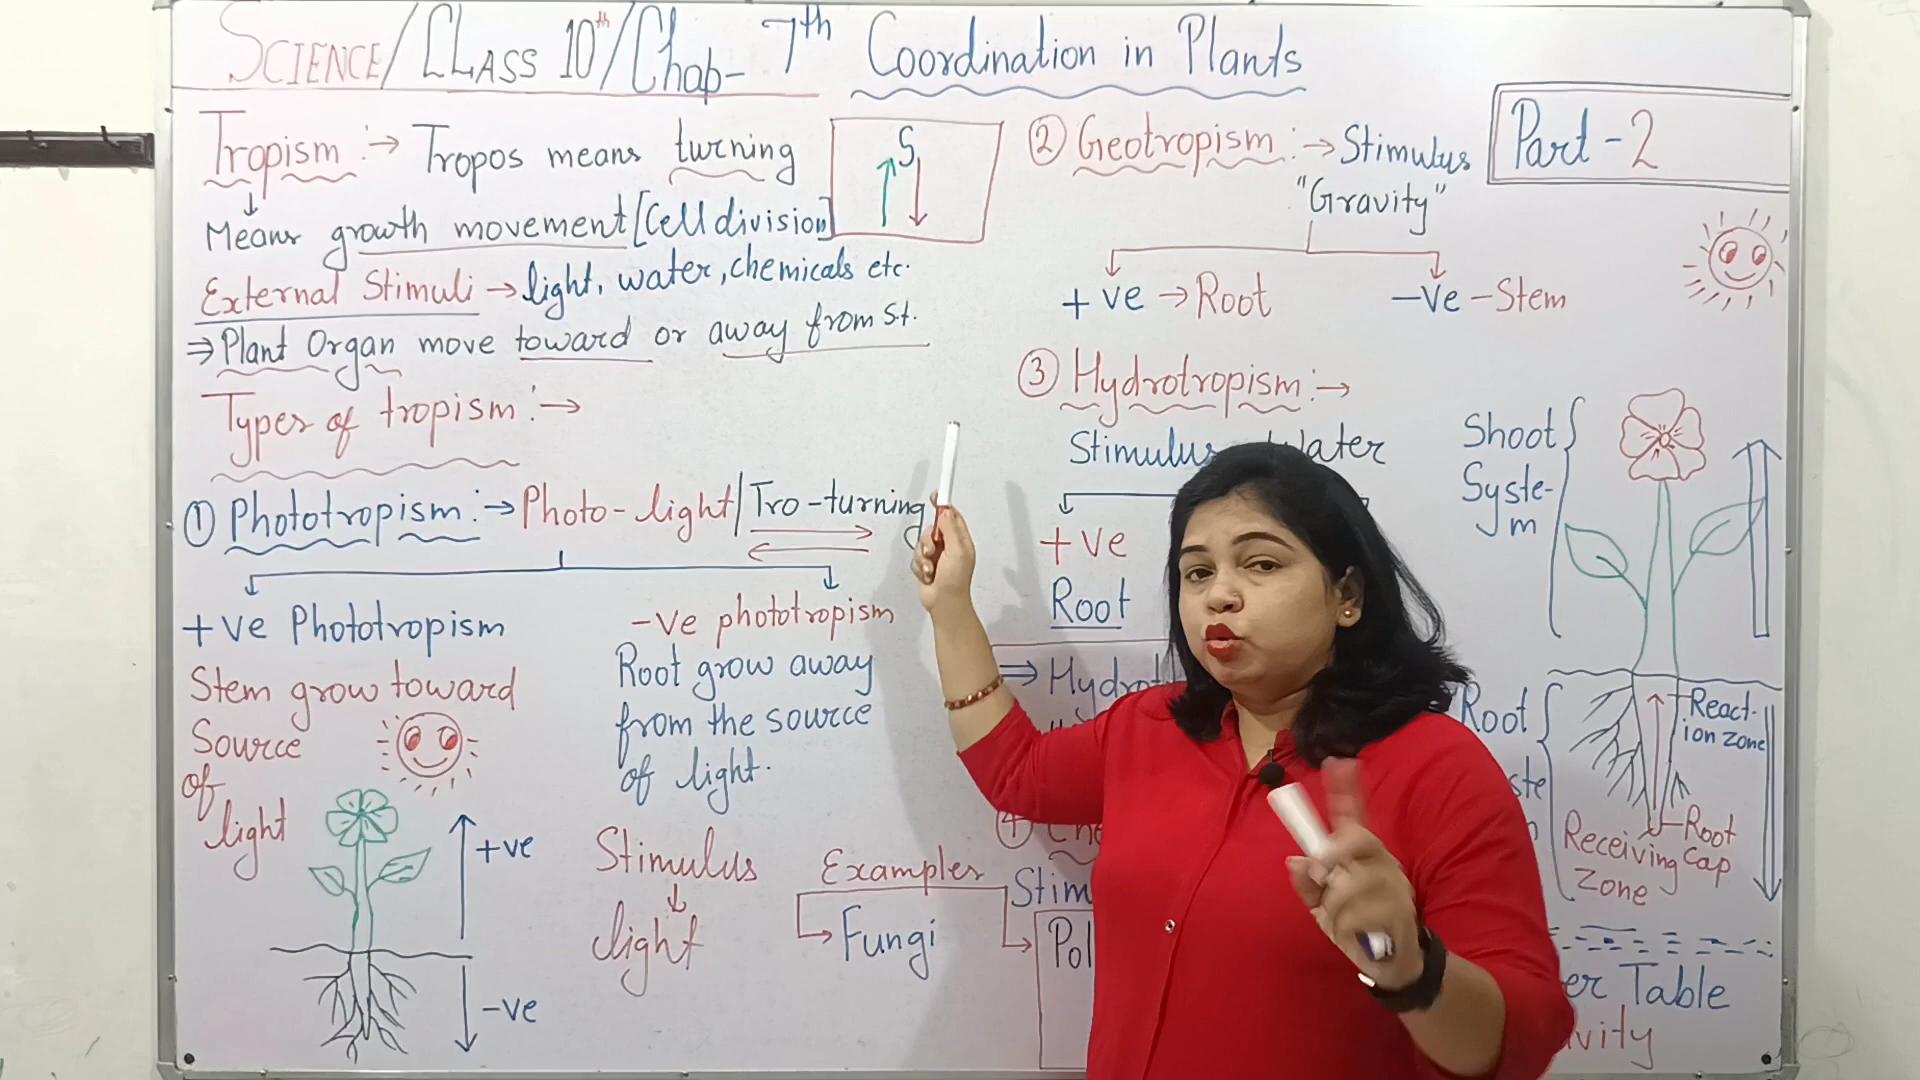 SCIENCE/CLASS 10th/Chap- 7th Coordination in Plants
Part-2
Tropism :→ Tropos means turning
↓
Means growth movement [Cell division]
S
External Stimuli → light, water, chemicals etc.
⇒ Plant Organ move toward or away from st.
Types of tropism :→
① Phototropism :→ Photo-light/Tro-turning
+ve Phototropism
Stem grow toward
Source
of
light
+ve
-ve
-ve phototropism
Root grow away
from the source
of light.
Stimulus
↓
light
Examples
Fungi
② Geotropism :→ Stimulus
"Gravity"
+ve → Root
-ve - Stem
③ Hydrotropism :→
Stimulus
+ve
Root
④
Shoot
Syste-
m
Root
React-
ion zone
Root
Cap
Receiving
Zone
Table